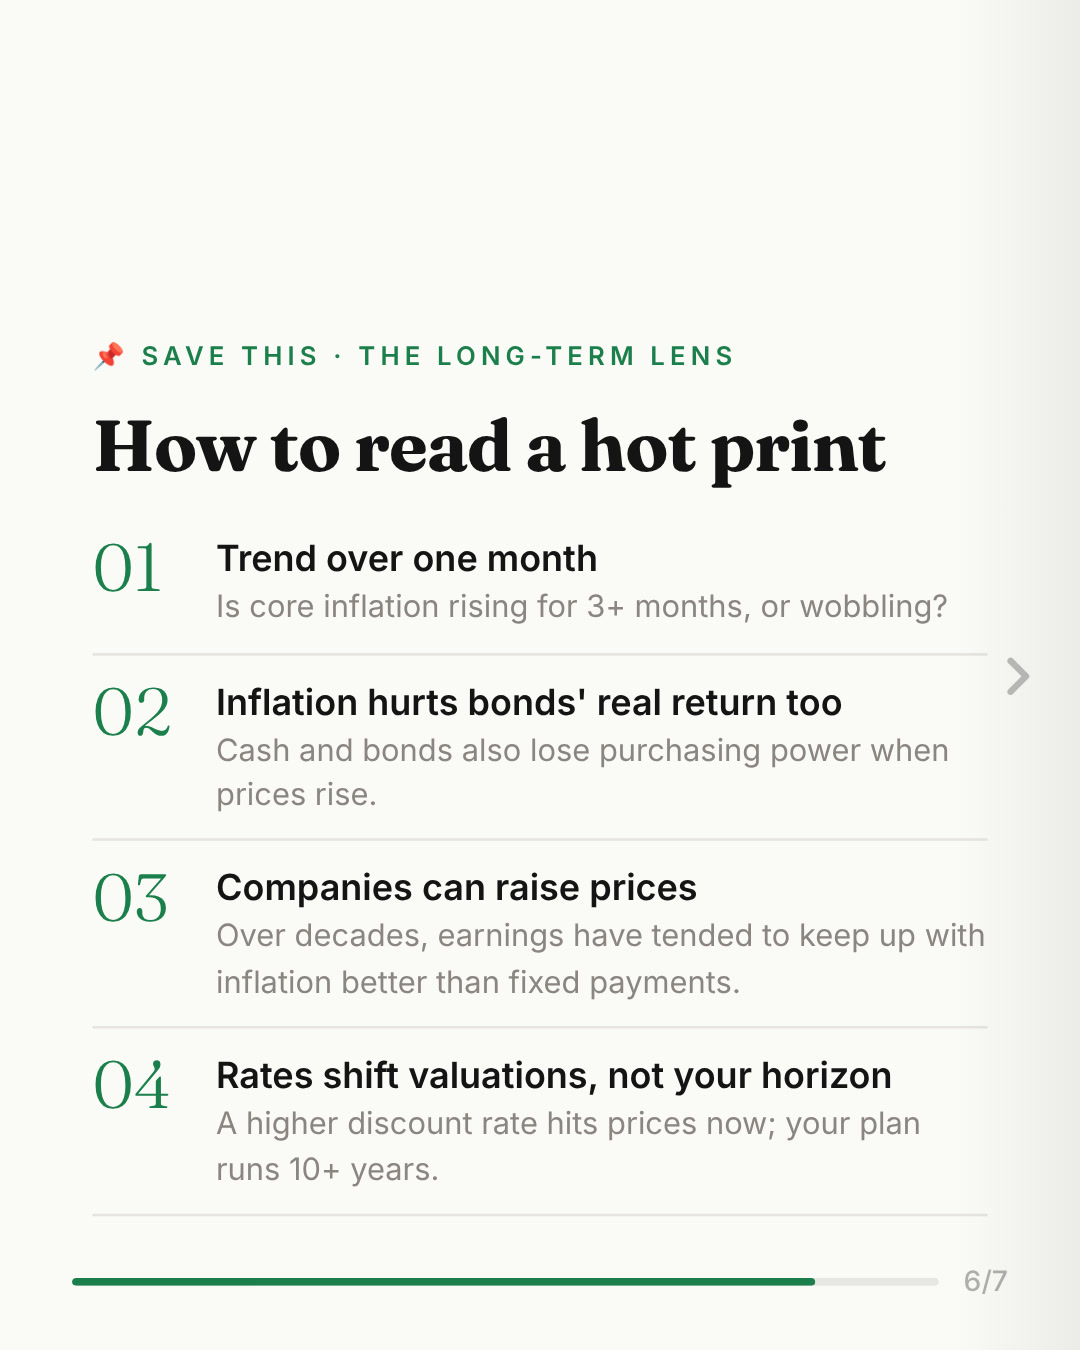 📌 SAVE THIS · THE LONG-TERM LENS
How to read a hot print
01 Trend over one month
Is core inflation rising for 3+ months, or wobbling?
02 Inflation hurts bonds' real return too
Cash and bonds also lose purchasing power when
prices rise.
03 Companies can raise prices
Over decades, earnings have tended to keep up with
inflation better than fixed payments.
04 Rates shift valuations, not your horizon
A higher discount rate hits prices now; your plan
runs 10+ years.
6/7